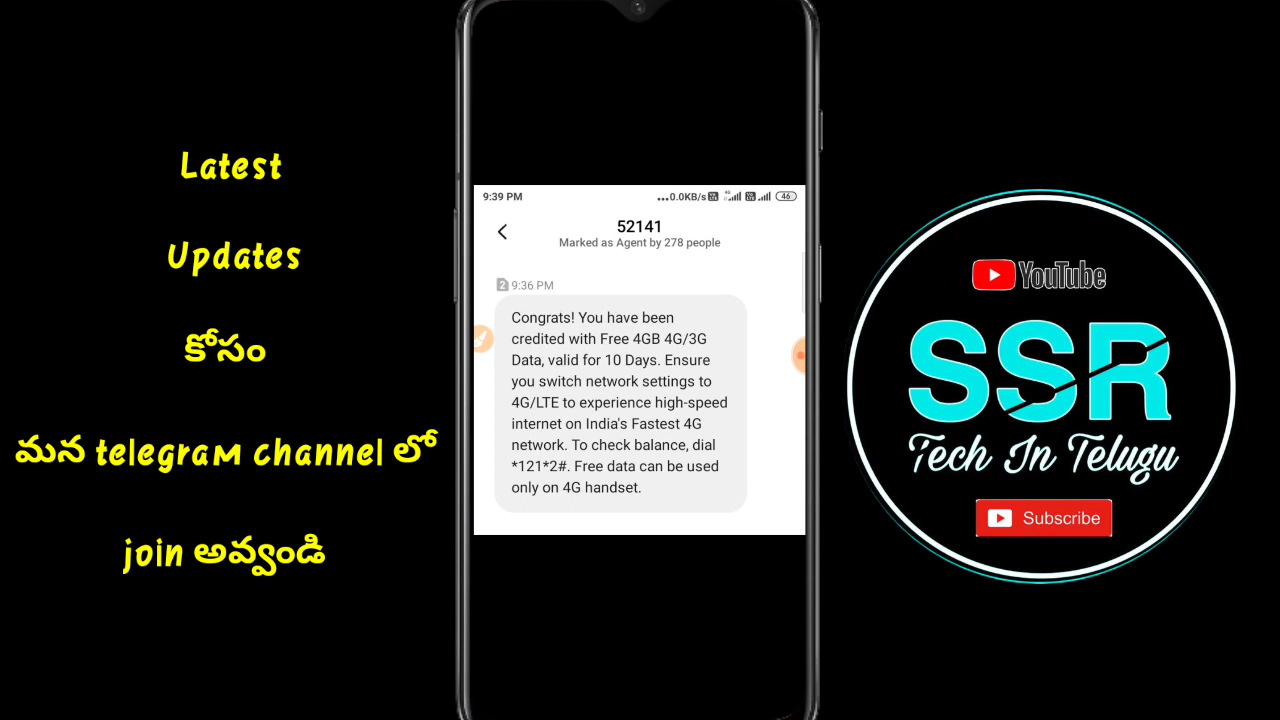 Latest
Updates
కోసం
మన telegram channel లో
join అవ్వండి
9:39 PM
...0.0KB/s 4G 46
52141
Marked as Agent by 278 people
2 9:36 PM
Congrats! You have been
credited with Free 4GB 4G/3G
Data, valid for 10 Days. Ensure
you switch network settings to
4G/LTE to experience high-speed
internet on India's Fastest 4G
network. To check balance, dial
*121*2#. Free data can be used
only on 4G handset.
YouTube
SSR
Tech In Telugu
Subscribe